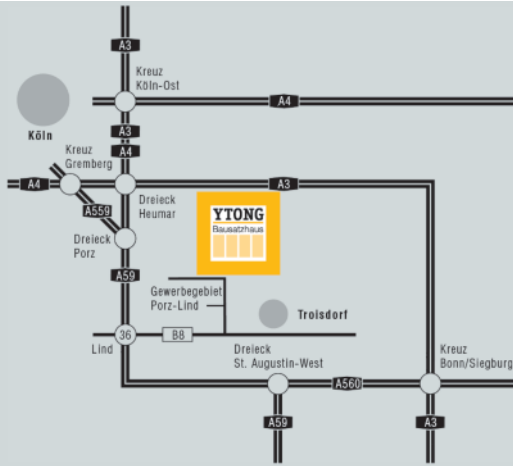 A3
Kreuz
Köln-Ost
A4
Köln
A3
A4
Kreuz
Gremberg
A4
A3
Dreieck
Heumar
A559
YTONG
Bausatzhaus
Dreieck
Porz
A59
Gewerbegebiet
Porz-Lind
Troisdorf
36
B8
Lind
Dreieck
St. Augustin-West
Kreuz
Bonn/Siegburg
A560
A59
A3